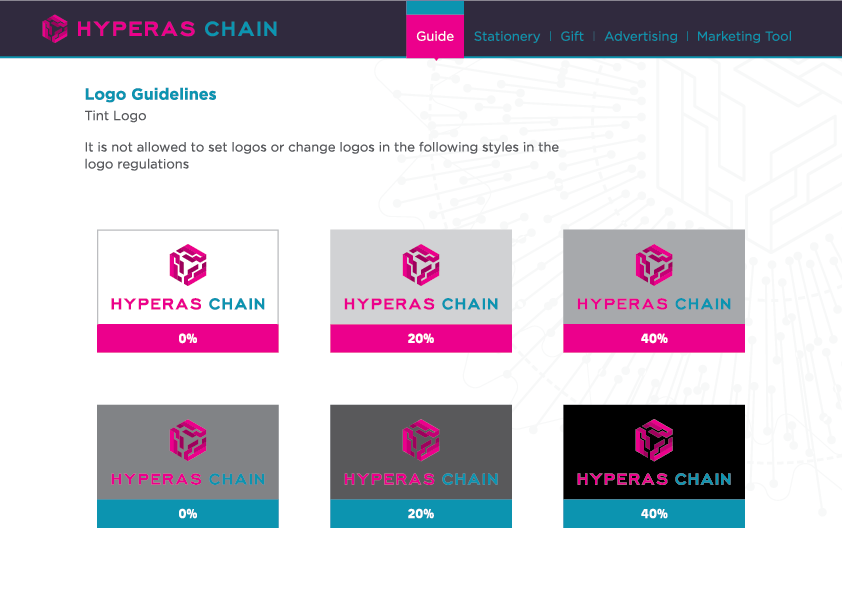 HYPERAS CHAIN
Guide
Stationery | Gift | Advertising | Marketing Tool
Logo Guidelines
Tint Logo
It is not allowed to set logos or change logos in the following styles in the
logo regulations
HYPERAS CHAIN
HYPERAS CHAIN
HYPERAS CHAIN
0%
20%
40%
HYPERAS CHAIN
HYPERAS CHAIN
HYPERAS CHAIN
0%
20%
40%